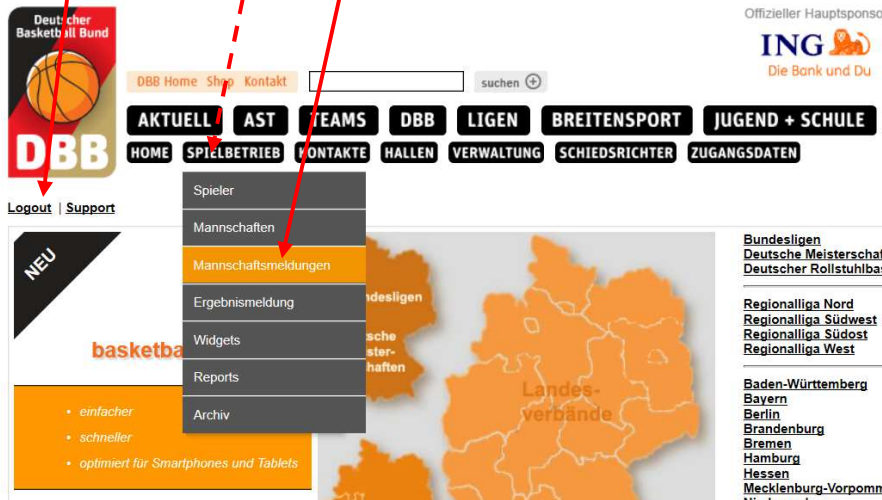 Deutscher
Basketball Bund
DBB
Offizieller Hauptsponso
ING
Die Bank und Du
DBB Home Shop Kontakt
suchen
AKTUELL AST TEAMS DBB LIGEN BREITENSPORT JUGEND + SCHULE
HOME SPIELBETRIEB KONTAKTE HALLEN VERWALTUNG SCHIEDSRICHTER ZUGANGSDATEN
Logout | Support
Spieler
Mannschaften
Mannschaftsmeldungen
Ergebnismeldung
Widgets
Reports
Archiv
NEU
basketba
• einfacher
• schneller
• optimiert für Smartphones und Tablets
ndesligen
sche
ster-
haften
Landes-
verbände
Bundesligen
Deutsche Meisterschaf
Deutscher Rollstuhlbas
Regionalliga Nord
Regionalliga Südwest
Regionalliga Südost
Regionalliga West
Baden-Württemberg
Bayern
Berlin
Brandenburg
Bremen
Hamburg
Hessen
Mecklenburg-Vorpomm